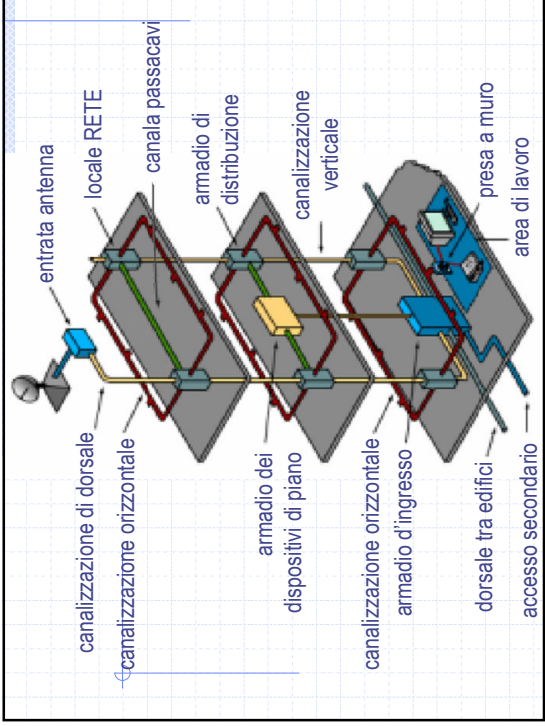 entrata antenna
locale RETE
canala passacavi
armadio di
distribuzione
canalizzazione
verticale
presa a muro
area di lavoro
canalizzazione di dorsale
canalizzazione orizzontale
armadio dei
dispositivi di piano
canalizzazione orizzontale
armadio d'ingresso
dorsale tra edifici
accesso secondario